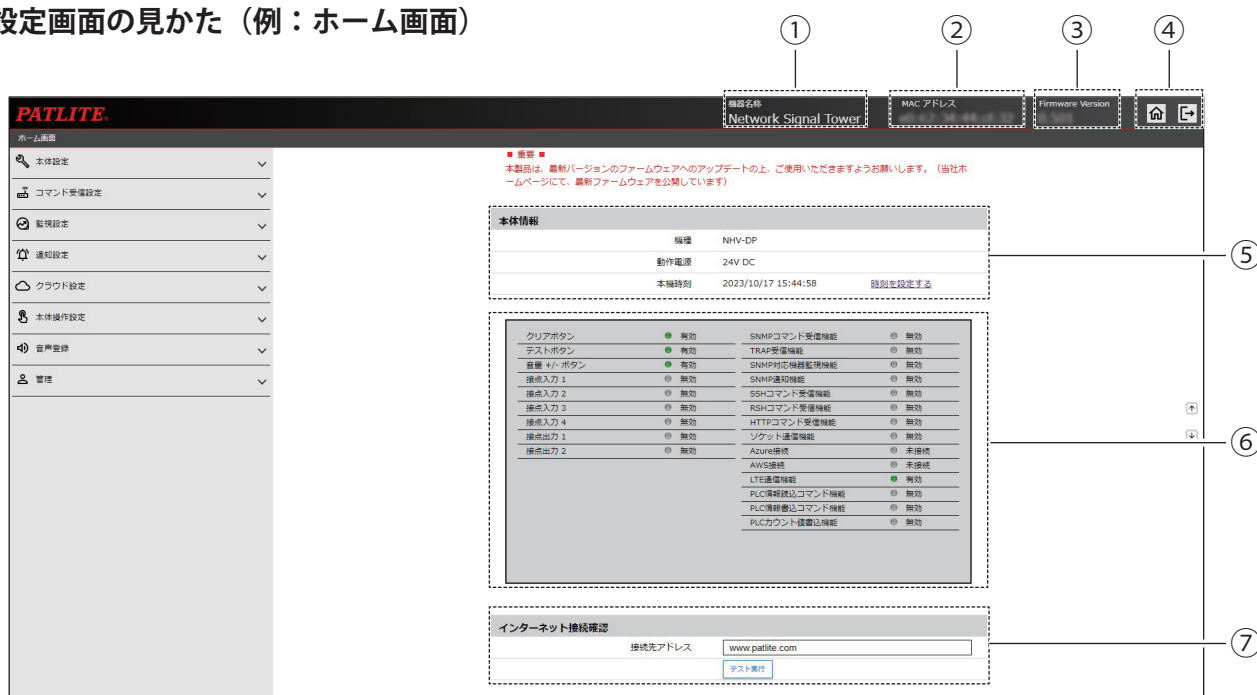 設定画面の見かた（例：ホーム画面）
① ② ③ ④
PATLITE
機器名称 MAC アドレス Firmware Version
Network Signal Tower
ホーム画面
本体設定
コマンド受信設定
監視設定
通知設定
クラウド設定
本体操作設定
音声登録
管理
■ 重要 ■
本製品は、最新バージョンのファームウェアへのアップデートの上、ご使用いただきますようお願いします。（当社ホ
ームページにて、最新ファームウェアを公開しています）
本体情報
機種 NHV-DP
動作電源 24V DC
本機時刻 2023/10/17 15:44:58 時刻を設定する
⑤
クリアボタン 有効 SNMPコマンド受信機能 無効
テストボタン 有効 TRAP受信機能 無効
音量 +/- ボタン 有効 SNMP対応機器監視機能 無効
接点入力 1 無効 SNMP通知機能 無効
接点入力 2 無効 SSHコマンド受信機能 無効
接点入力 3 無効 RSHコマンド受信機能 無効
接点入力 4 無効 HTTPコマンド受信機能 無効
接点出力 1 無効 ソケット通信機能 無効
接点出力 2 無効 Azure接続 未接続
AWS接続 未接続
LTE通信機能 有効
PLC情報読込コマンド機能 無効
PLC情報書込コマンド機能 無効
PLCカウント値書込機能 無効
⑥
インターネット接続確認
接続先アドレス www.patlite.com
テスト実行
⑦